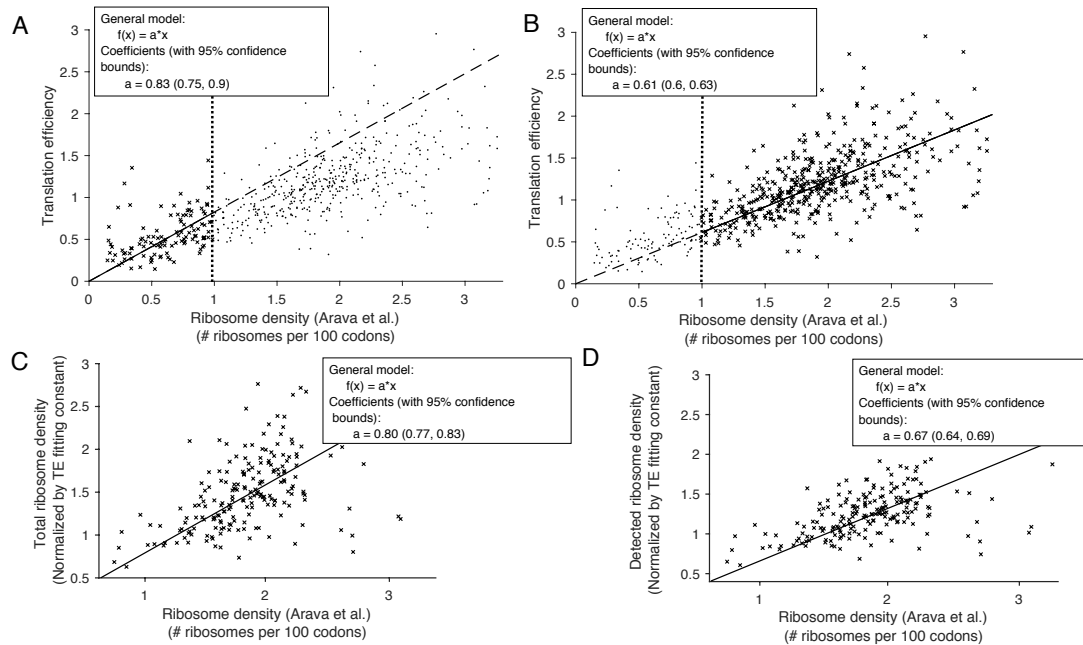 A
General model:
f(x) = a*x
Coefficients (with 95% confidence
bounds):
a = 0.83 (0.75, 0.9)
Translation efficiency
3
2.5
2
1.5
1
0.5
0
0
0.5
1
1.5
2
2.5
3
Ribosome density (Arava et al.)
(# ribosomes per 100 codons)
B
General model:
f(x) = a*x
Coefficients (with 95% confidence
bounds):
a = 0.61 (0.6, 0.63)
Translation efficiency
3
2.5
2
1.5
1
0.5
0
0
0.5
1
1.5
2
2.5
3
Ribosome density (Arava et al.)
(# ribosomes per 100 codons)
C
General model:
f(x) = a*x
Coefficients (with 95% confidence
bounds):
a = 0.80 (0.77, 0.83)
Total ribosome density
(Normalized by TE fitting constant)
3
2.5
2
1.5
1
0.5
1
2
3
Ribosome density (Arava et al.)
(# ribosomes per 100 codons)
D
General model:
f(x) = a*x
Coefficients (with 95% confidence
bounds):
a = 0.67 (0.64, 0.69)
Detected ribosome density
(Normalized by TE fitting constant)
3
2.5
2
1.5
1
0.5
1
2
3
Ribosome density (Arava et al.)
(# ribosomes per 100 codons)